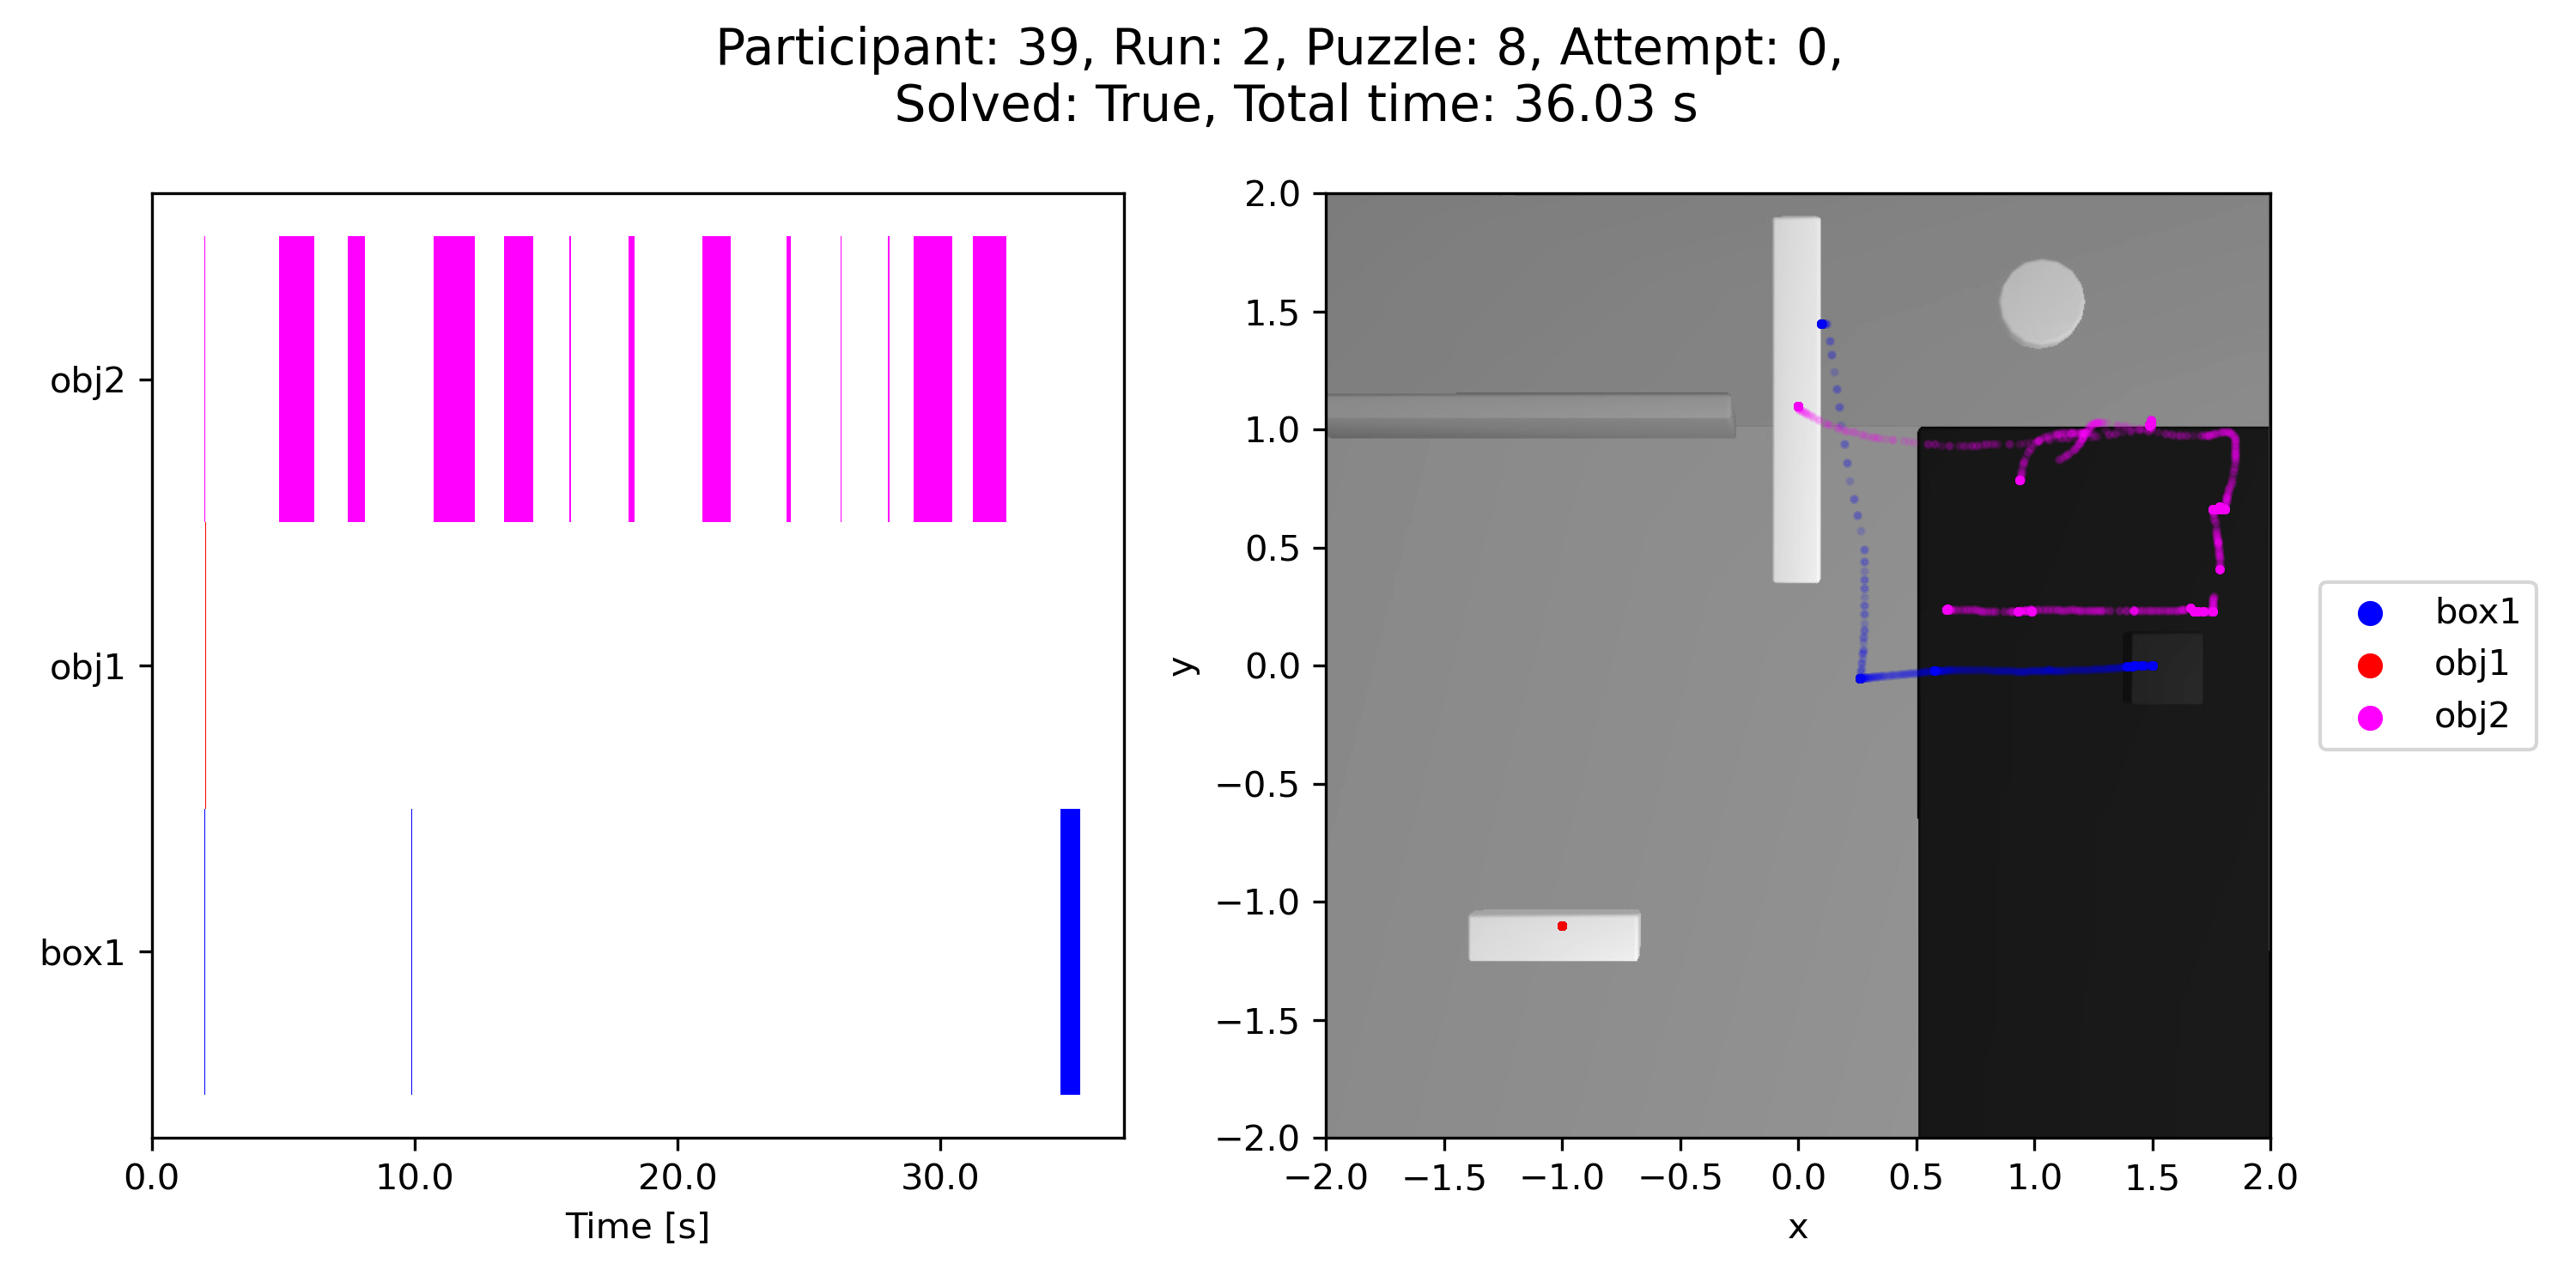 Participant: 39, Run: 2, Puzzle: 8, Attempt: 0,
Solved: True, Total time: 36.03 s
obj2
obj1
box1
0.0 10.0 20.0 30.0
Time [s]
2.0
1.5
1.0
0.5
0.0
−0.5
−1.0
−1.5
−2.0
y
−2.0 −1.5 −1.0 −0.5 0.0 0.5 1.0 1.5 2.0
x
box1
obj1
obj2